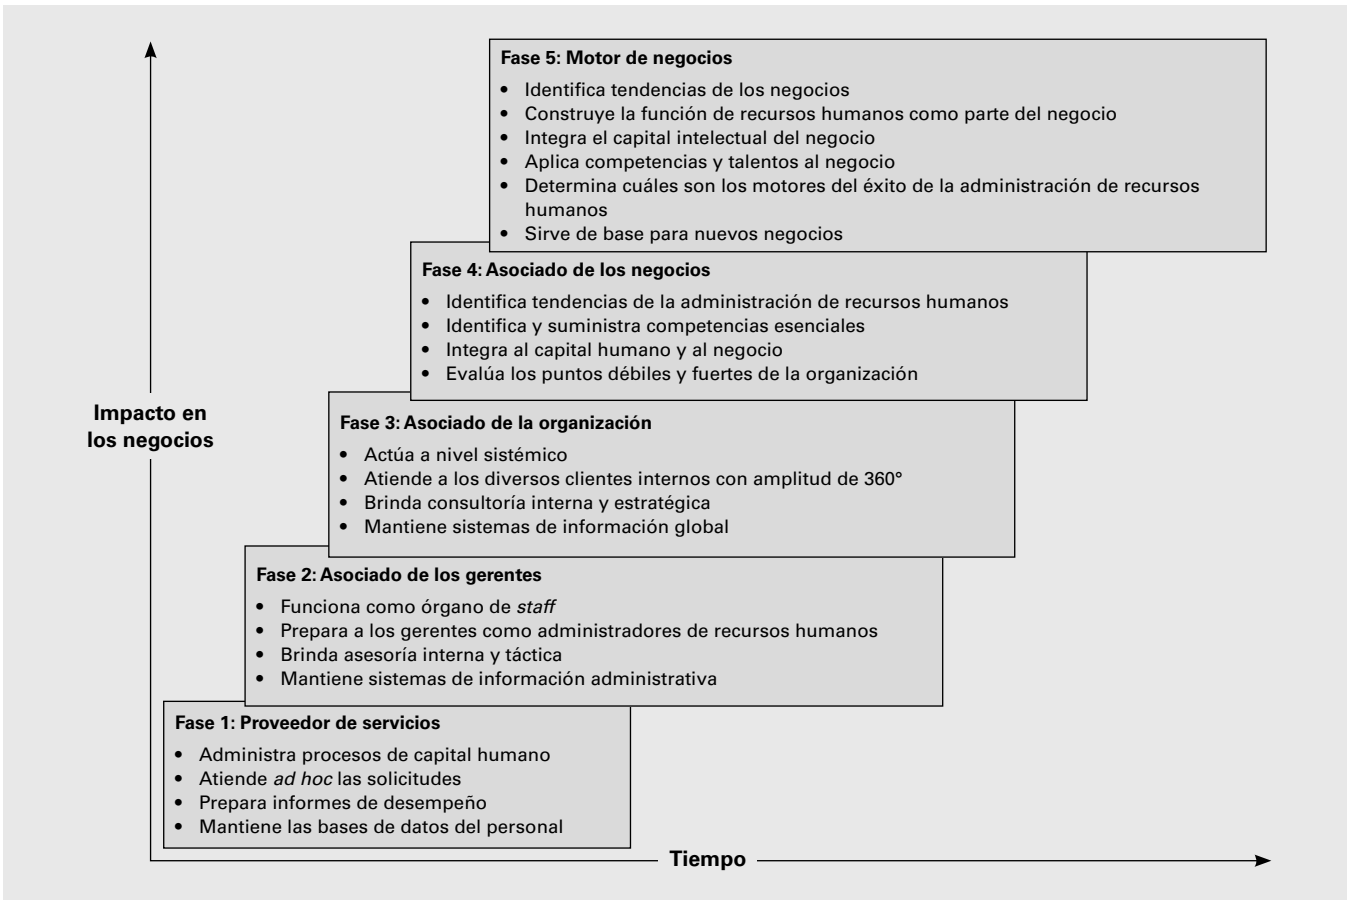 Fase 5: Motor de negocios
• Identifica tendencias de los negocios
• Construye la función de recursos humanos como parte del negocio
• Integra el capital intelectual del negocio
• Aplica competencias y talentos al negocio
• Determina cuáles son los motores del éxito de la administración de recursos
humanos
• Sirve de base para nuevos negocios
Fase 4: Asociado de los negocios
• Identifica tendencias de la administración de recursos humanos
• Identifica y suministra competencias esenciales
• Integra al capital humano y al negocio
• Evalúa los puntos débiles y fuertes de la organización
Impacto en
los negocios
Fase 3: Asociado de la organización
• Actúa a nivel sistémico
• Atiende a los diversos clientes internos con amplitud de 360°
• Brinda consultoría interna y estratégica
• Mantiene sistemas de información global
Fase 2: Asociado de los gerentes
• Funciona como órgano de staff
• Prepara a los gerentes como administradores de recursos humanos
• Brinda asesoría interna y táctica
• Mantiene sistemas de información administrativa
Fase 1: Proveedor de servicios
• Administra procesos de capital humano
• Atiende ad hoc las solicitudes
• Prepara informes de desempeño
• Mantiene las bases de datos del personal
Tiempo